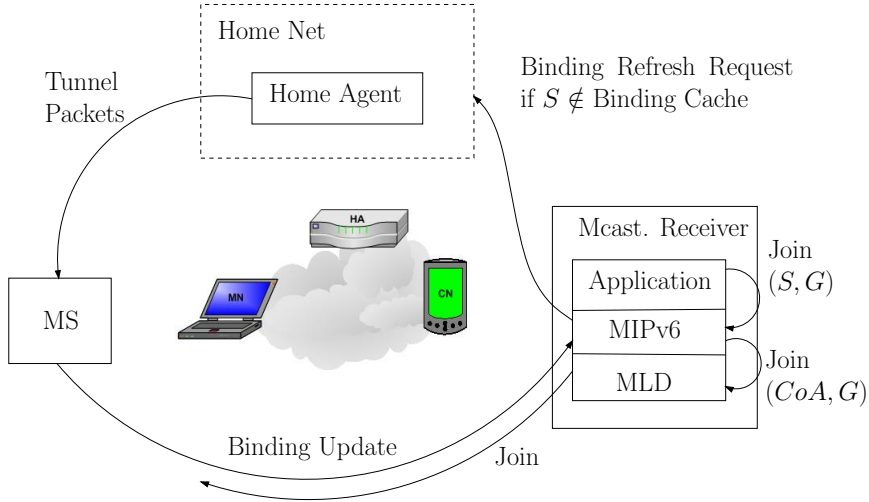 Home Net
Home Agent
Tunnel
Packets
Binding Refresh Request
if S ∉ Binding Cache
HA
MN
CN
MS
Mcast. Receiver
Application
MIPv6
MLD
Join
(S, G)
Join
(CoA, G)
Binding Update
Join